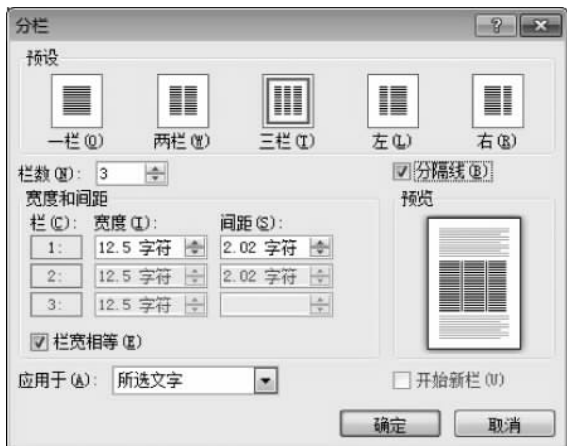 分栏
预设
一栏(O) 两栏(W) 三栏(T) 左(L) 右(R)
栏数(N): 3 分隔线(B)
宽度和间距 预览
栏(C): 宽度(I): 间距(S):
1: 12.5 字符 2.02 字符
2: 12.5 字符 2.02 字符
3: 12.5 字符
栏宽相等(E)
应用于(A): 所选文字 开始新栏(U)
确定 取消